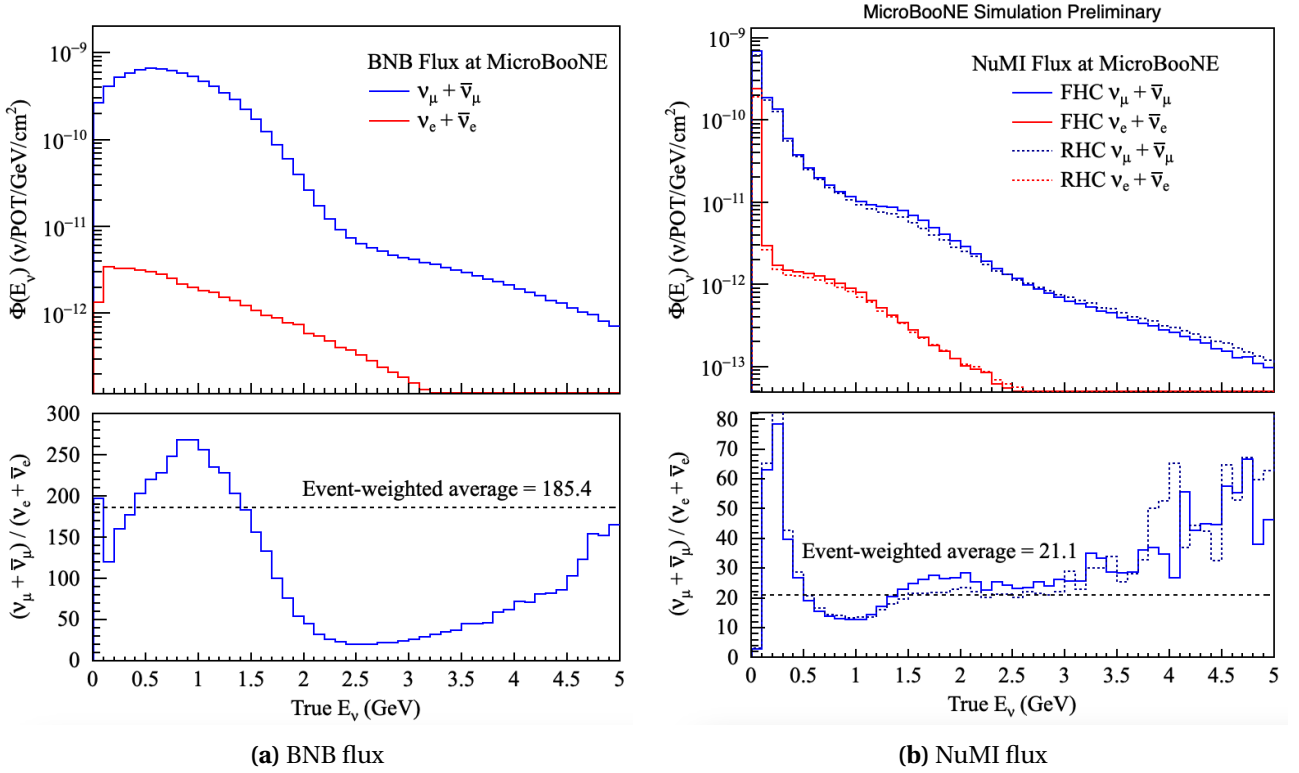 MicroBooNE Simulation Preliminary
BNB Flux at MicroBooNE
νμ + ν̄μ
νe + ν̄e
Φ(Eν) (ν/POT/GeV/cm²)
10⁻⁹
10⁻¹⁰
10⁻¹¹
10⁻¹²
300
250
200
150
100
50
0
(νμ + ν̄μ) / (νe + ν̄e)
Event-weighted average = 185.4
0 0.5 1 1.5 2 2.5 3 3.5 4 4.5 5
True Eν (GeV)
(a) BNB flux
NuMI Flux at MicroBooNE
FHC νμ + ν̄μ
FHC νe + ν̄e
RHC νμ + ν̄μ
RHC νe + ν̄e
Φ(Eν) (ν/POT/GeV/cm²)
10⁻⁹
10⁻¹⁰
10⁻¹¹
10⁻¹²
10⁻¹³
80
70
60
50
40
30
20
10
0
(νμ + ν̄μ) / (νe + ν̄e)
Event-weighted average = 21.1
0 0.5 1 1.5 2 2.5 3 3.5 4 4.5 5
True Eν (GeV)
(b) NuMI flux